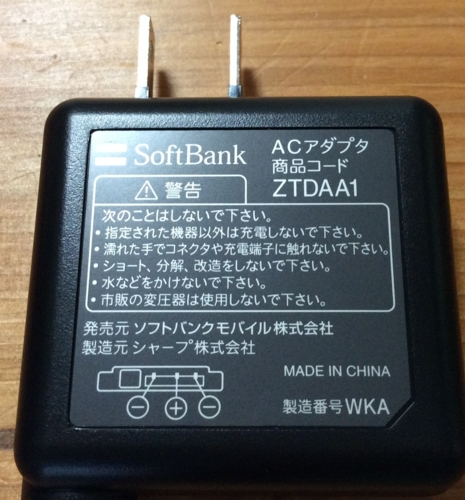 SoftBank
ACアダプタ
商品コード
ZTDAA1
警告
次のことはしないで下さい。
・指定された機器以外は充電しないで下さい。
・濡れた手でコネクタや充電端子に触れないで下さい。
・ショート、分解、改造をしないで下さい。
・水などをかけないで下さい。
・市販の変圧器は使用しないで下さい。
発売元 ソフトバンクモバイル株式会社
製造元 シャープ株式会社
MADE IN CHINA
製造番号 WKA